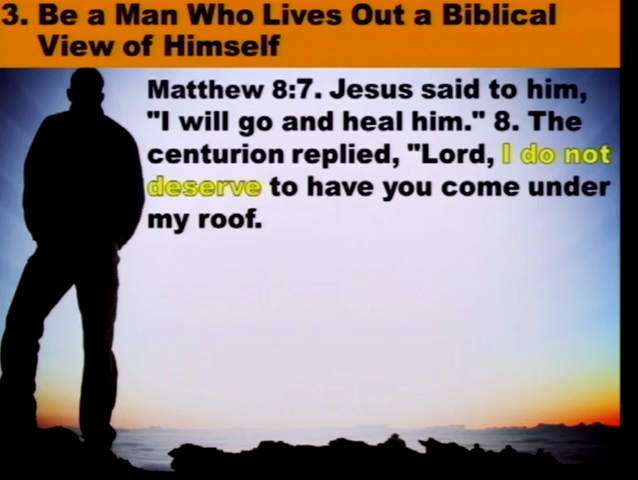 3. Be a Man Who Lives Out a Biblical
View of Himself
Matthew 8:7. Jesus said to him,
"I will go and heal him." 8. The
centurion replied, "Lord, I do not
deserve to have you come under
my roof.